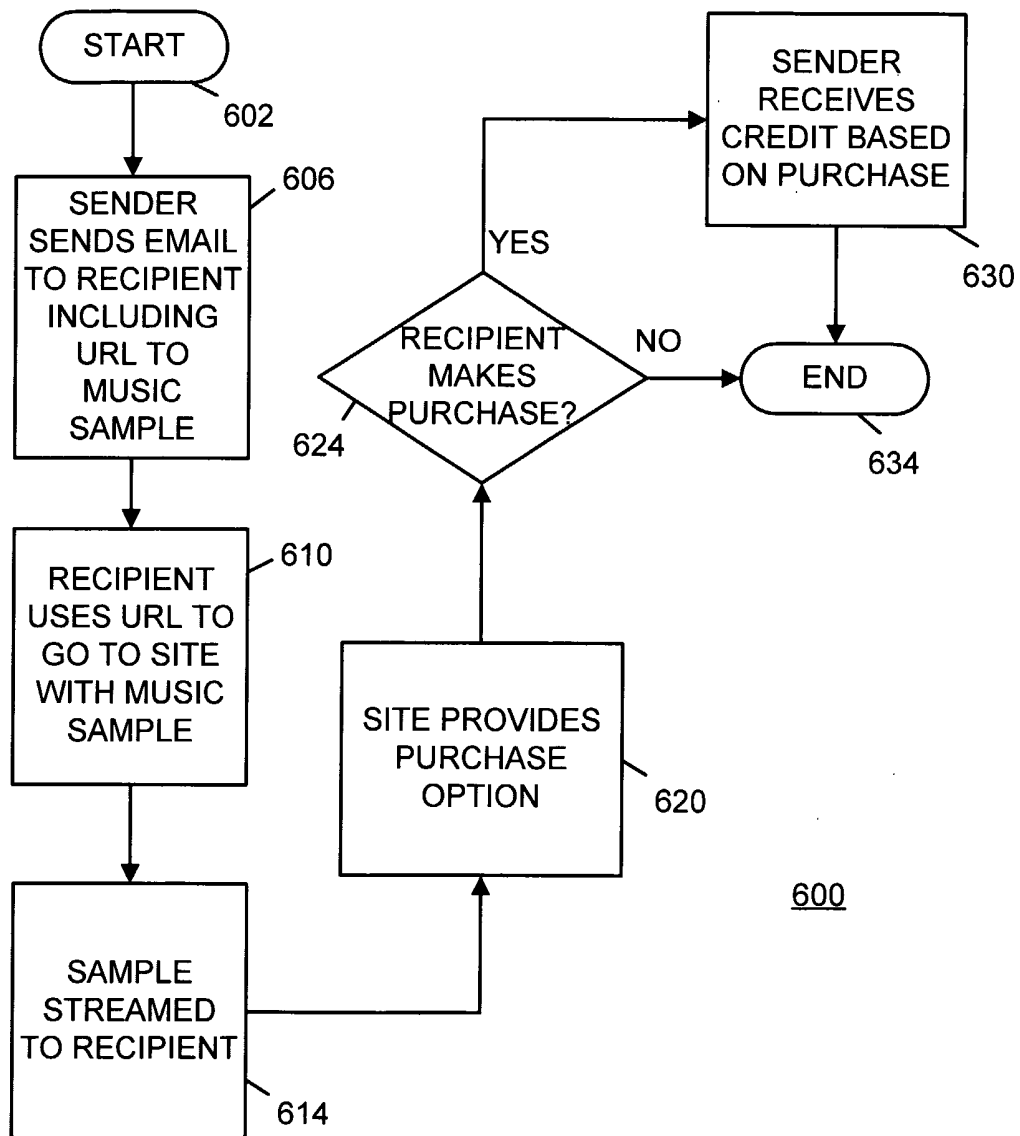 START
602
SENDER
SENDS EMAIL
TO RECIPIENT
INCLUDING
URL TO
MUSIC
SAMPLE
606
RECIPIENT
USES URL TO
GO TO SITE
WITH MUSIC
SAMPLE
610
SAMPLE
STREAMED
TO RECIPIENT
614
SITE PROVIDES
PURCHASE
OPTION
620
RECIPIENT
MAKES
PURCHASE?
624
YES
NO
SENDER
RECEIVES
CREDIT BASED
ON PURCHASE
630
END
634
600